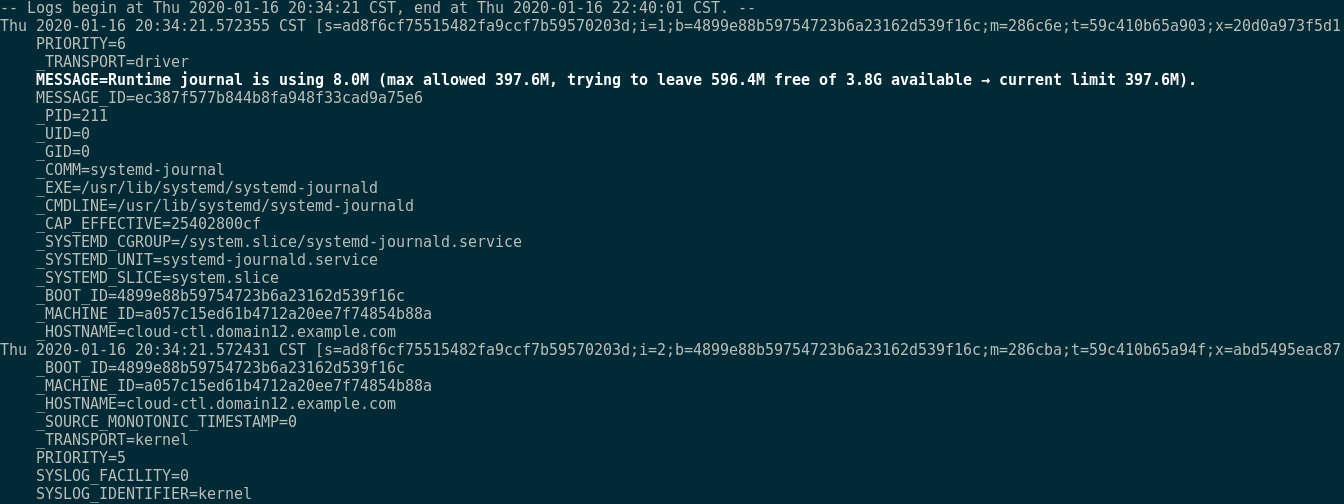 -- Logs begin at Thu 2020-01-16 20:34:21 CST, end at Thu 2020-01-16 22:40:01 CST. --
Thu 2020-01-16 20:34:21.572355 CST [s=ad8f6cf75515482fa9ccf7b59570203d;i=1;b=4899e88b59754723b6a23162d539f16c;m=286c6e;t=59c410b65a903;x=20d0a973f5d1
PRIORITY=6
_TRANSPORT=driver
MESSAGE=Runtime journal is using 8.0M (max allowed 397.6M, trying to leave 596.4M free of 3.8G available → current limit 397.6M).
MESSAGE_ID=ec387f577b844b8fa948f33cad9a75e6
_PID=211
_UID=0
_GID=0
_COMM=systemd-journal
_EXE=/usr/lib/systemd/systemd-journald
_CMDLINE=/usr/lib/systemd/systemd-journald
_CAP_EFFECTIVE=25402800cf
_SYSTEMD_CGROUP=/system.slice/systemd-journald.service
_SYSTEMD_UNIT=systemd-journald.service
_SYSTEMD_SLICE=system.slice
_BOOT_ID=4899e88b59754723b6a23162d539f16c
_MACHINE_ID=a057c15ed61b4712a20ee7f74854b88a
_HOSTNAME=cloud-ctl.domain12.example.com
Thu 2020-01-16 20:34:21.572431 CST [s=ad8f6cf75515482fa9ccf7b59570203d;i=2;b=4899e88b59754723b6a23162d539f16c;m=286cba;t=59c410b65a94f;x=abd5495eac87
_BOOT_ID=4899e88b59754723b6a23162d539f16c
_MACHINE_ID=a057c15ed61b4712a20ee7f74854b88a
_HOSTNAME=cloud-ctl.domain12.example.com
_SOURCE_MONOTONIC_TIMESTAMP=0
_TRANSPORT=kernel
PRIORITY=5
SYSLOG_FACILITY=0
SYSLOG_IDENTIFIER=kernel